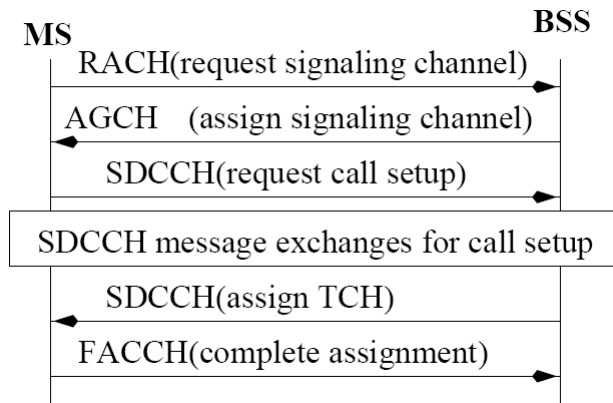 MS
BSS
RACH(request signaling channel)
AGCH (assign signaling channel)
SDCCH(request call setup)
SDCCH message exchanges for call setup
SDCCH(assign TCH)
FACCH(complete assignment)